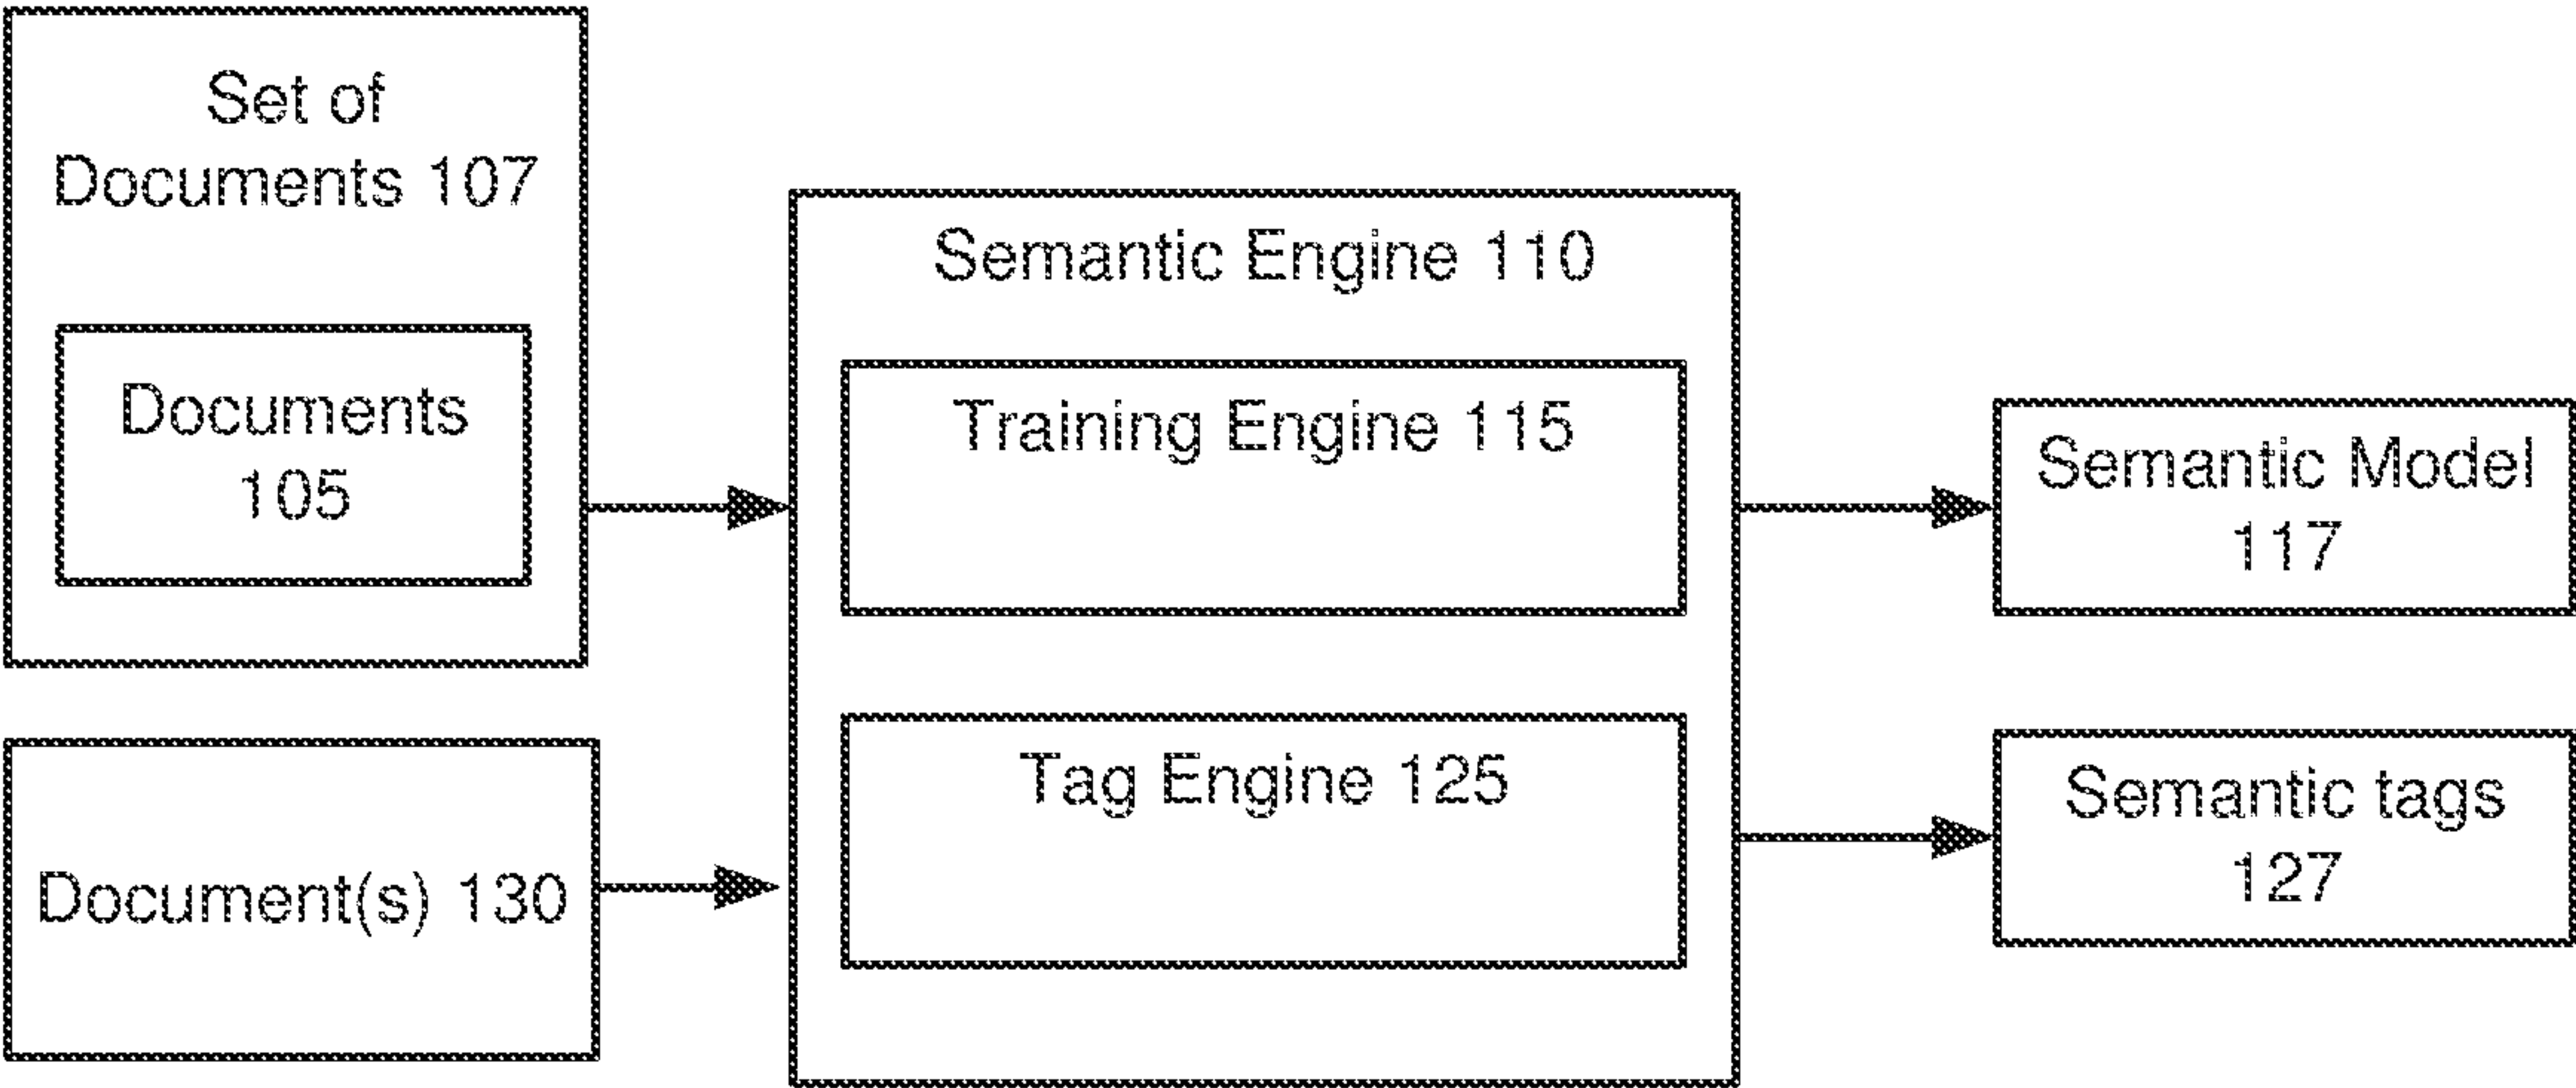 Set of
Documents 107
Documents
105
Document(s) 130
Semantic Engine 110
Training Engine 115
Tag Engine 125
Semantic Model
117
Semantic tags
127